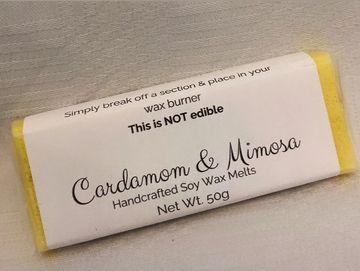 Simply break off a section & place in your
wax burner
This is NOT edible
Cardamom & Mimosa
Handcrafted Soy Wax Melts
Net Wt. 50g